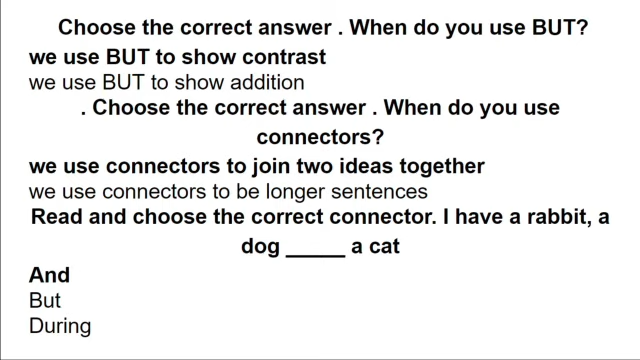 Choose the correct answer . When do you use BUT?
we use BUT to show contrast
we use BUT to show addition
. Choose the correct answer . When do you use
connectors?
we use connectors to join two ideas together
we use connectors to be longer sentences
Read and choose the correct connector. I have a rabbit, a
dog _____ a cat
And
But
During